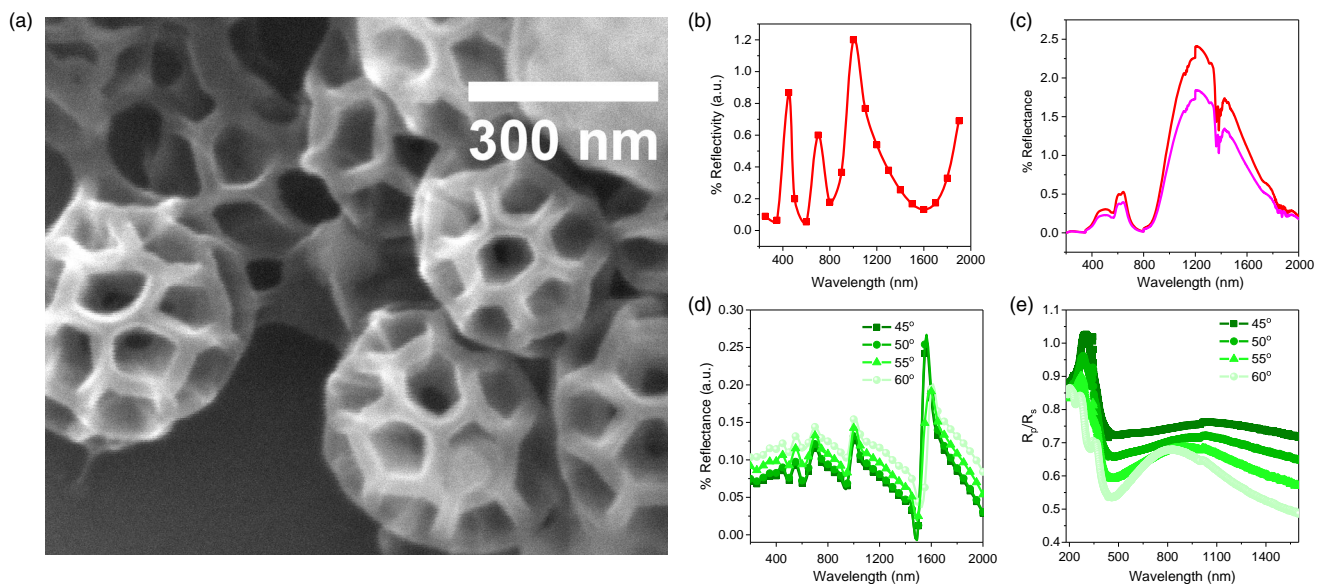 (a)
300 nm
(b)
% Reflectivity (a.u.)
1.2
1.0
0.8
0.6
0.4
0.2
0.0
400 800 1200 1600 2000
Wavelength (nm)
(c)
% Reflectance
2.5
2.0
1.5
1.0
0.5
0.0
400 800 1200 1600 2000
Wavelength (nm)
(d)
% Reflectance (a.u.)
0.30
0.25
0.20
0.15
0.10
0.05
0.00
45°
50°
55°
60°
400 800 1200 1600 2000
Wavelength (nm)
(e)
Rp/Rs
1.1
1.0
0.9
0.8
0.7
0.6
0.5
0.4
45°
50°
55°
60°
200 500 800 1100 1400
Wavelength (nm)